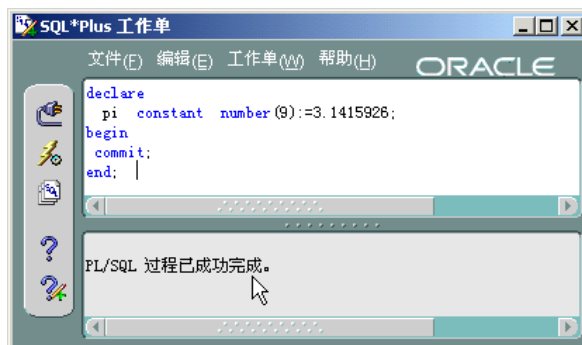 SQL*Plus 工作单
文件(F) 编辑(E) 工作单(W) 帮助(H) ORACLE
declare
pi constant number(9):=3.1415926;
begin
commit;
end;
PL/SQL 过程已成功完成。